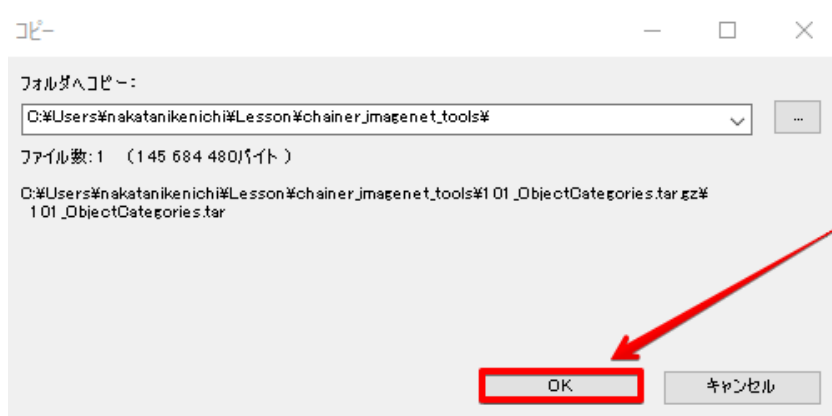 コピー
フォルダへコピー:
C:¥Users¥nakatanikenichi¥Lesson¥chainer_imagenet_tools¥
...
ファイル数:1 (145 684 480バイト )
C:¥Users¥nakatanikenichi¥Lesson¥chainer_imagenet_tools¥101_ObjectCategories.tar.gz¥
101_ObjectCategories.tar
OK
キャンセル